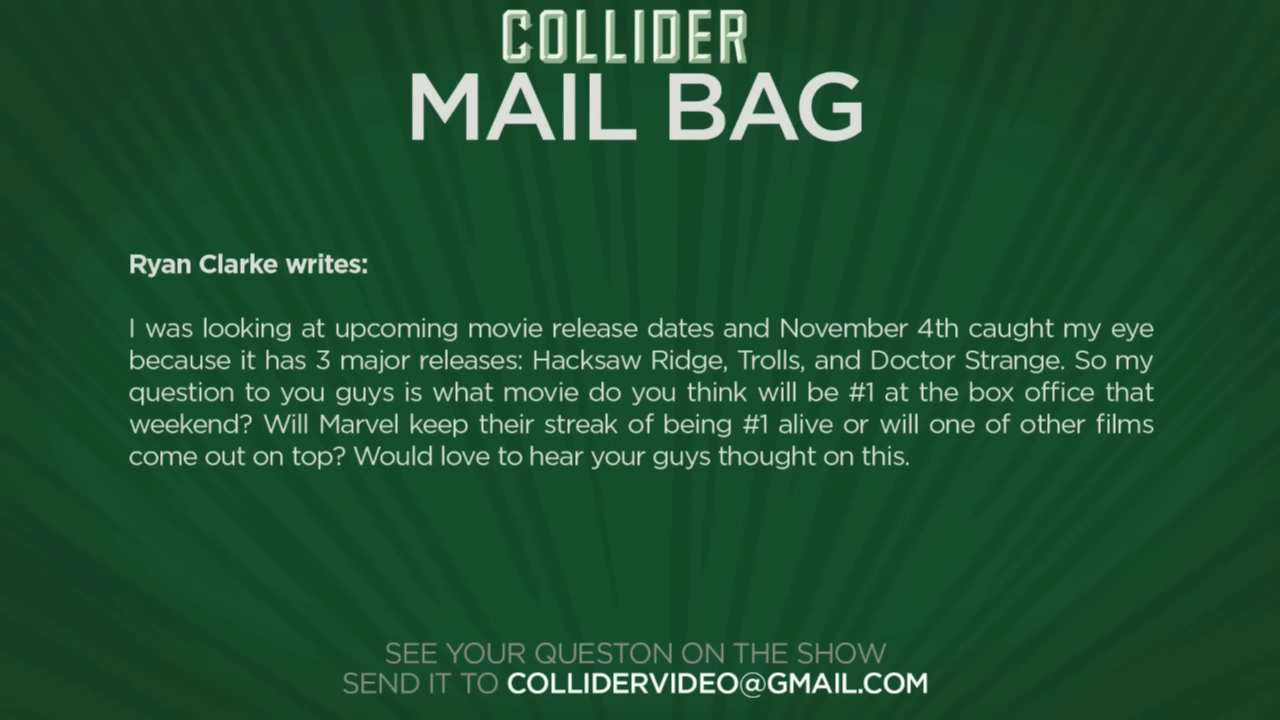 COLLIDER
MAIL BAG
Ryan Clarke writes:
I was looking at upcoming movie release dates and November 4th caught my eye
because it has 3 major releases: Hacksaw Ridge, Trolls, and Doctor Strange. So my
question to you guys is what movie do you think will be #1 at the box office that
weekend? Will Marvel keep their streak of being #1 alive or will one of other films
come out on top? Would love to hear your guys thought on this.
SEE YOUR QUESTON ON THE SHOW
SEND IT TO COLLIDERVIDEO@GMAIL.COM